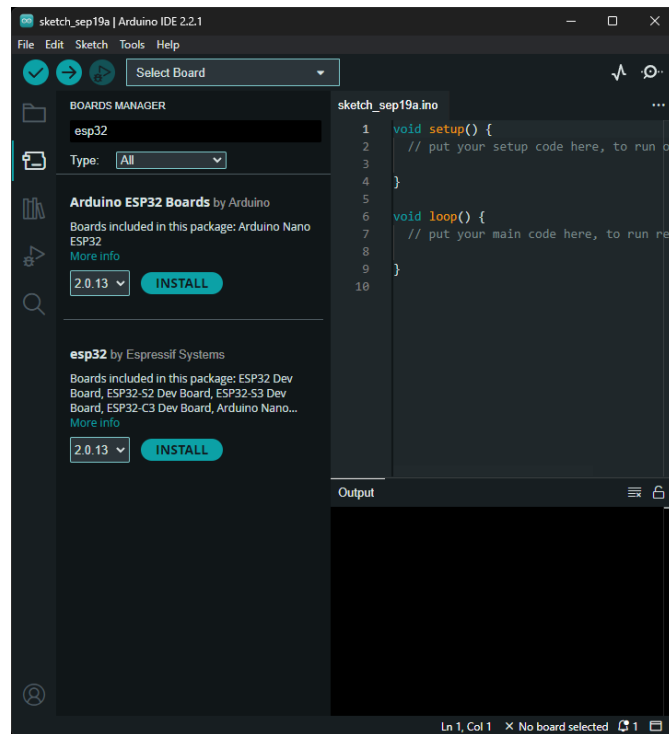 sketch_sep19a | Arduino IDE 2.2.1
File Edit Sketch Tools Help
Select Board
BOARDS MANAGER
esp32
Type: All
Arduino ESP32 Boards by Arduino
Boards included in this package: Arduino Nano
ESP32
More info
2.0.13 INSTALL
esp32 by Espressif Systems
Boards included in this package: ESP32 Dev
Board, ESP32-S2 Dev Board, ESP32-S3 Dev
Board, ESP32-C3 Dev Board, Arduino Nano...
More info
2.0.13 INSTALL
sketch_sep19a.ino
1 void setup() {
2 // put your setup code here, to run o
3
4 }
5
6 void loop() {
7 // put your main code here, to run re
8
9 }
10
Output
Ln 1, Col 1 × No board selected 1